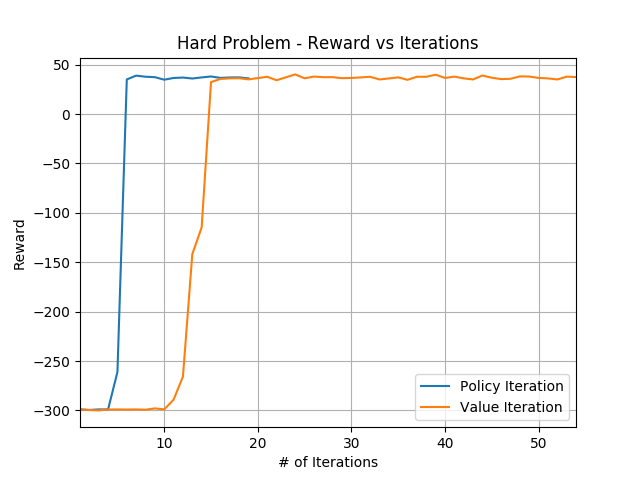 Hard Problem - Reward vs Iterations
50
0
−50
−100
−150
−200
−250
−300
Reward
10
20
30
40
50
# of Iterations
Policy Iteration
Value Iteration